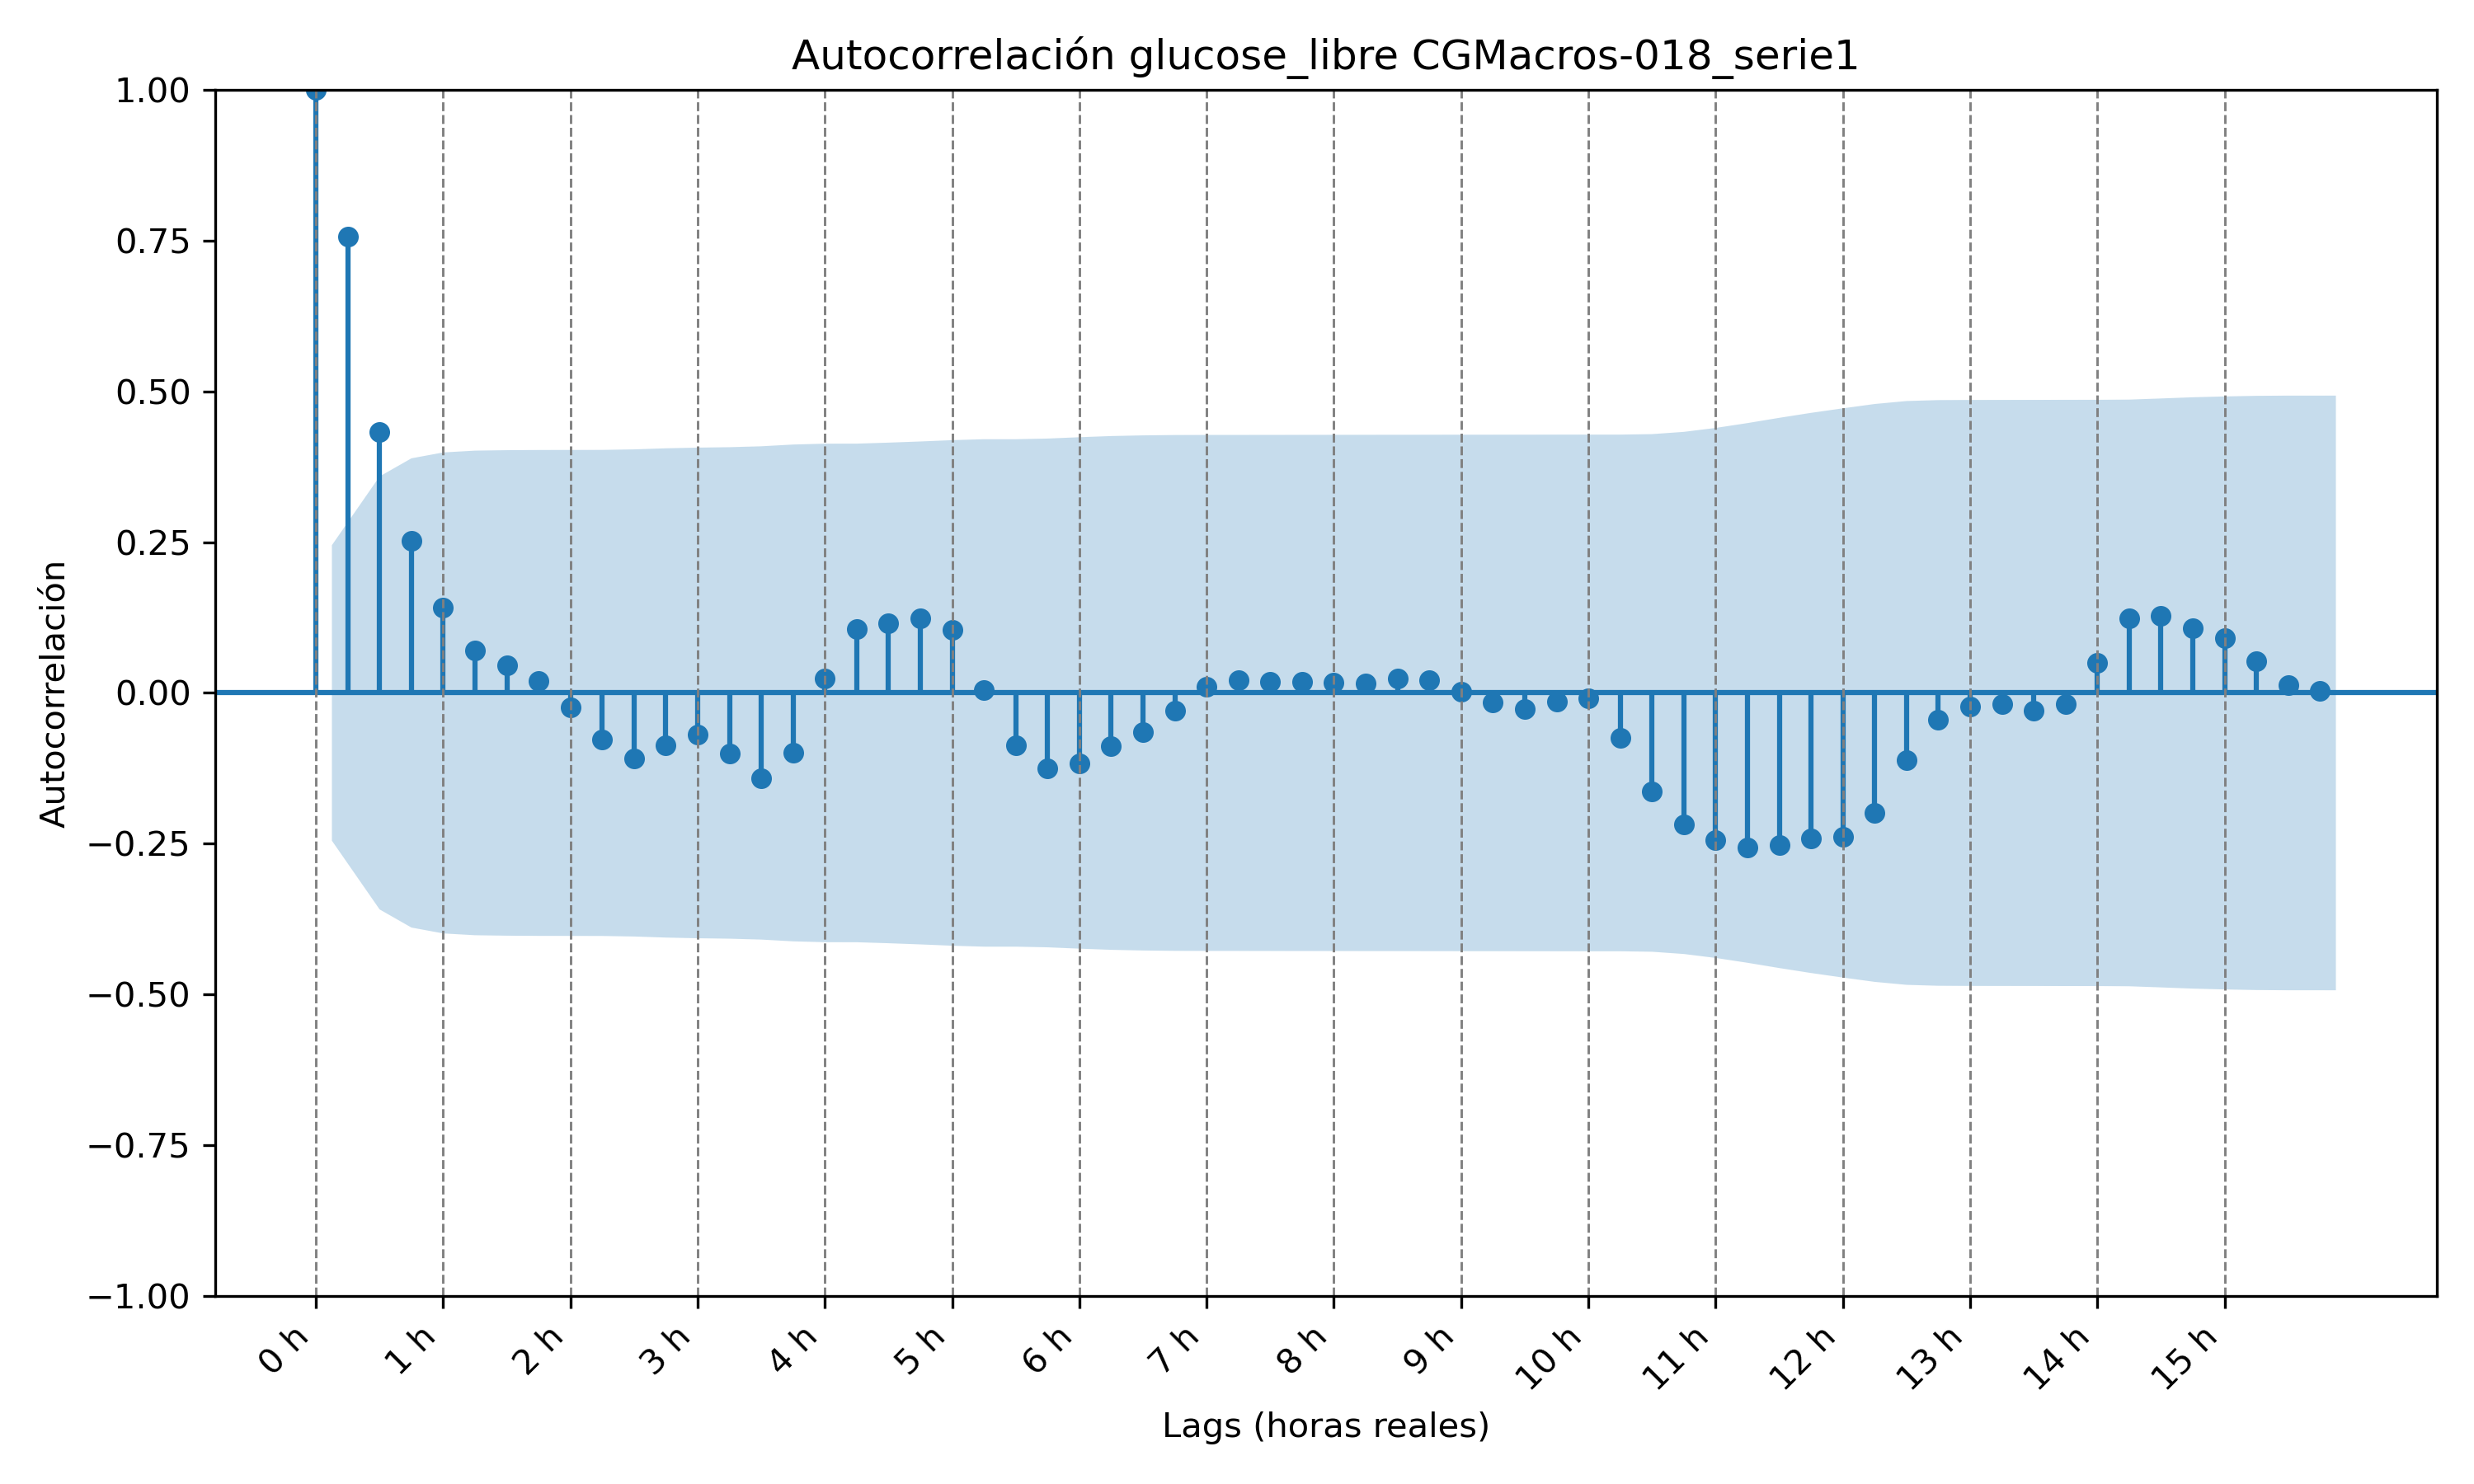 Autocorrelación glucose_libre CGMacros-018_serie1
1.00
0.75
0.50
0.25
0.00
−0.25
−0.50
−0.75
−1.00
Autocorrelación
0 h
1 h
2 h
3 h
4 h
5 h
6 h
7 h
8 h
9 h
10 h
11 h
12 h
13 h
14 h
15 h
Lags (horas reales)